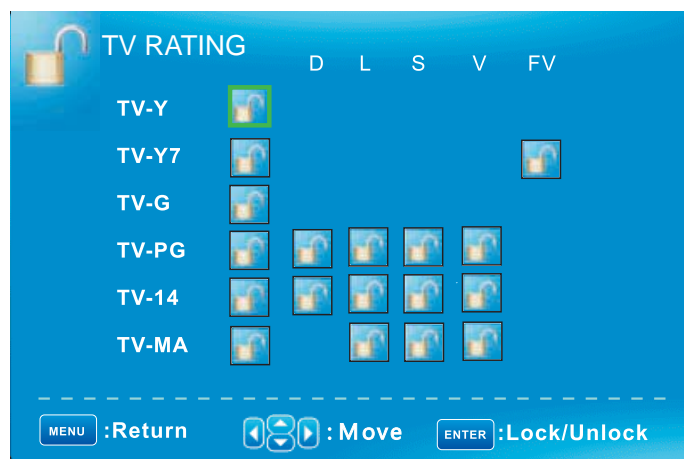 TV RATING
D L S V FV
TV-Y
TV-Y7
TV-G
TV-PG
TV-14
TV-MA
MENU :Return : Move ENTER :Lock/Unlock